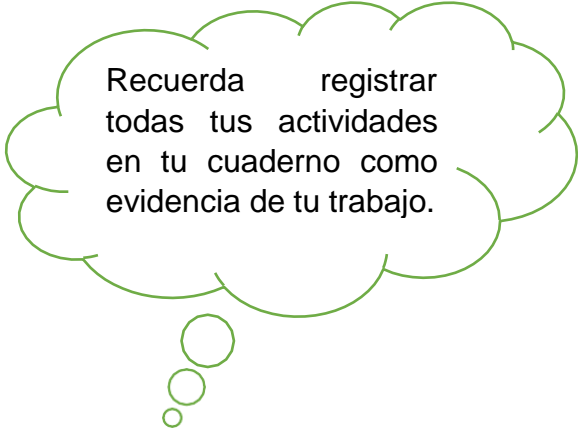 Recuerda registrar
todas tus actividades
en tu cuaderno como
evidencia de tu trabajo.